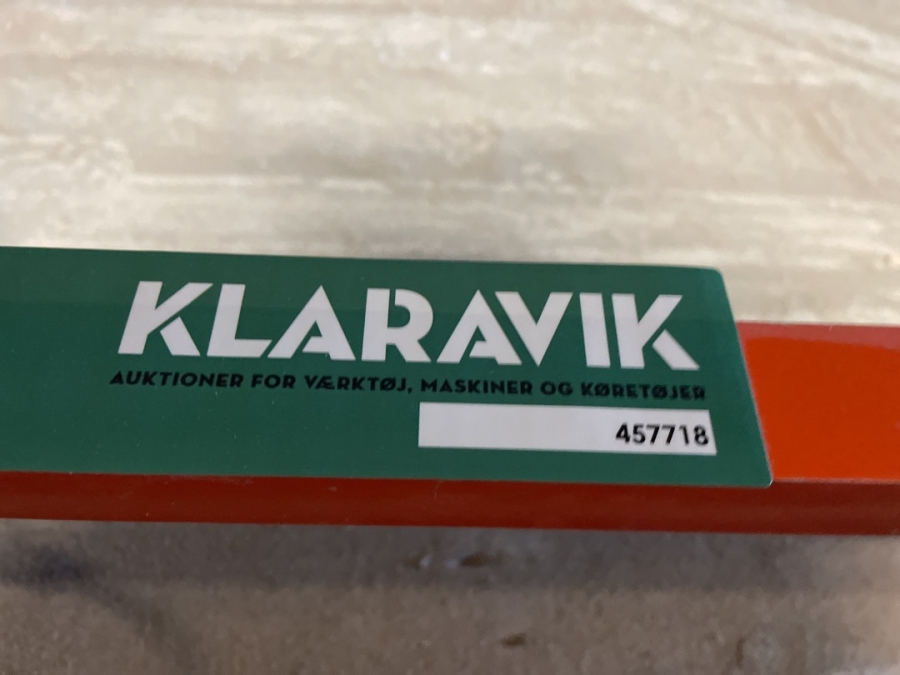 KLARAVIK
AUKTIONER FOR VÆRKTØJ, MASKINER OG KØRETØJER
457718